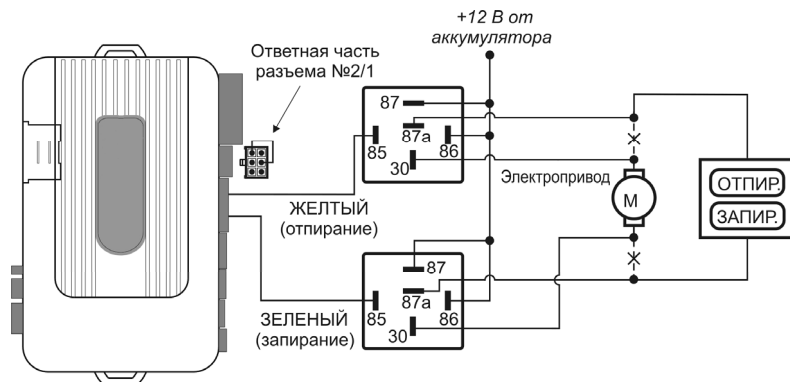 +12 В от
аккумулятора
Ответная часть
разъема №2/1
87
87а
85
86
30
ЖЕЛТЫЙ
(отпирание)
Электропривод
М
ОТПИР.
ЗАПИР.
87
87а
85
86
30
ЗЕЛЕНЫЙ
(запирание)